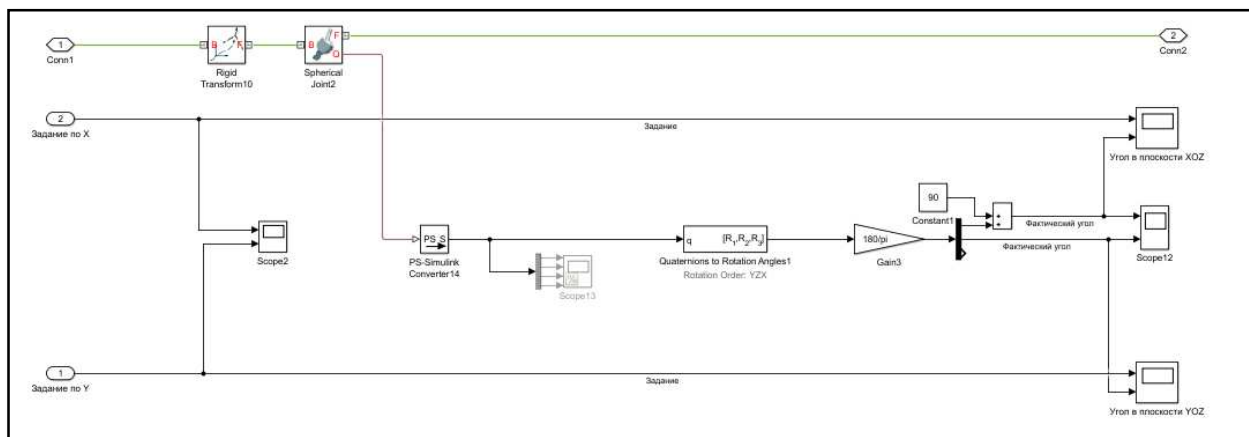 1
Conn1
B
F
Rigid
Transform10
B
F
Q
Spherical
Joint2
2
Conn2
2
Задание по X
Задание
Угол в плоскости XOZ
Scope2
PS S
PS-Simulink
Converter14
Scope13
q
[R1,R2,R3]
Quaternions to Rotation Angles1
Rotation Order: YZX
180/pi
Gain3
90
Constant1
+
+
Фактический угол
Фактический угол
Scope12
1
Задание по Y
Задание
Угол в плоскости YOZ